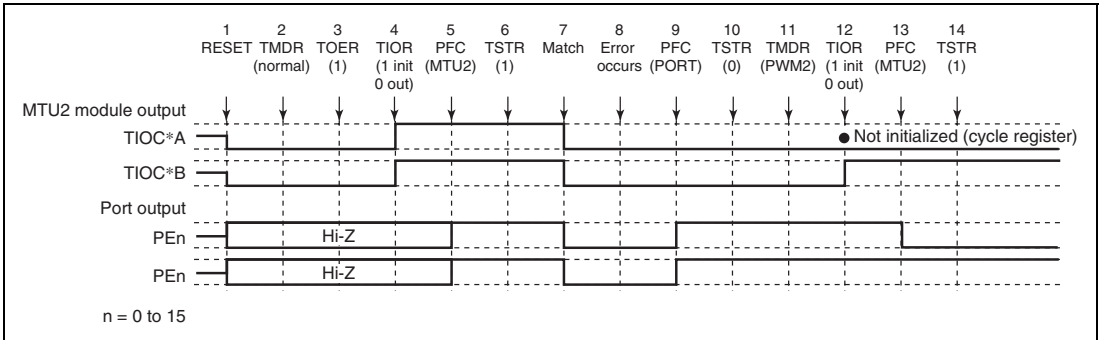 1 2 3 4 5 6 7 8 9 10 11 12 13 14
RESET TMDR TOER TIOR PFC TSTR Match Error PFC TSTR TMDR TIOR PFC TSTR
(normal) (1) (1 init (MTU2) (1) occurs (PORT) (0) (PWM2) (1 init (MTU2) (1)
0 out) 0 out)
MTU2 module output
TIOC*A ● Not initialized (cycle register)
TIOC*B
Port output
PEn Hi-Z
PEn Hi-Z
n = 0 to 15